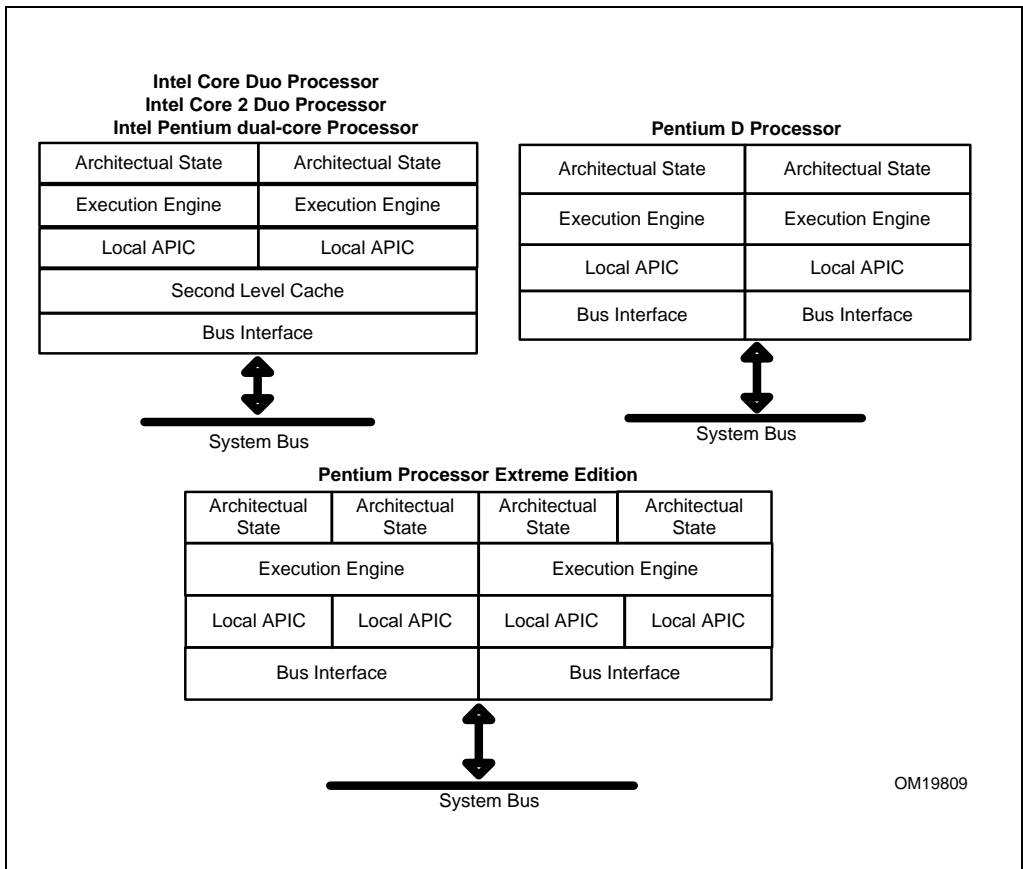 Intel Core Duo Processor
Intel Core 2 Duo Processor
Intel Pentium dual-core Processor
Architectual State Architectual State
Execution Engine Execution Engine
Local APIC Local APIC
Second Level Cache
Bus Interface
System Bus
Pentium D Processor
Architectual State Architectual State
Execution Engine Execution Engine
Local APIC Local APIC
Bus Interface Bus Interface
System Bus
Pentium Processor Extreme Edition
Architectual State Architectual State Architectual State Architectual State
Execution Engine Execution Engine
Local APIC Local APIC Local APIC Local APIC
Bus Interface Bus Interface
System Bus
OM19809